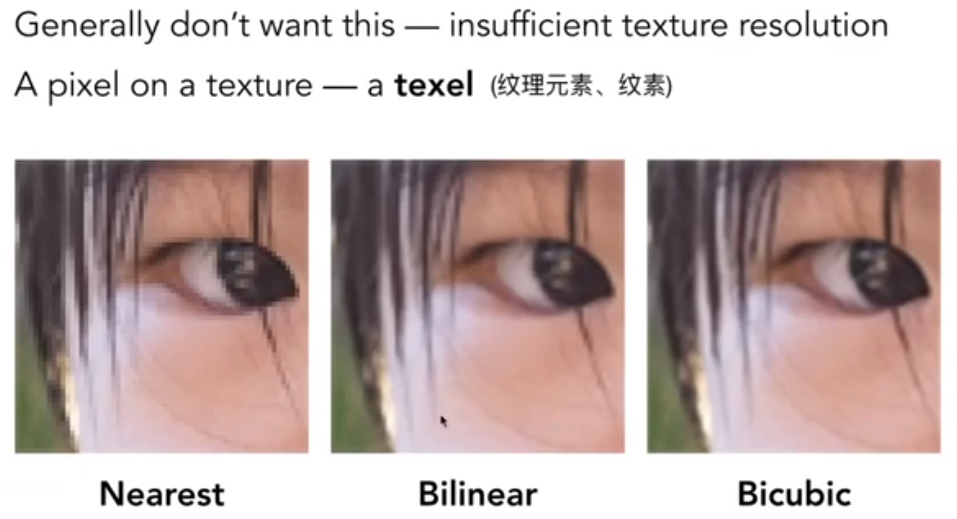 Generally don’t want this — insufficient texture resolution
A pixel on a texture — a texel (纹理元素、纹素)
Nearest
Bilinear
Bicubic